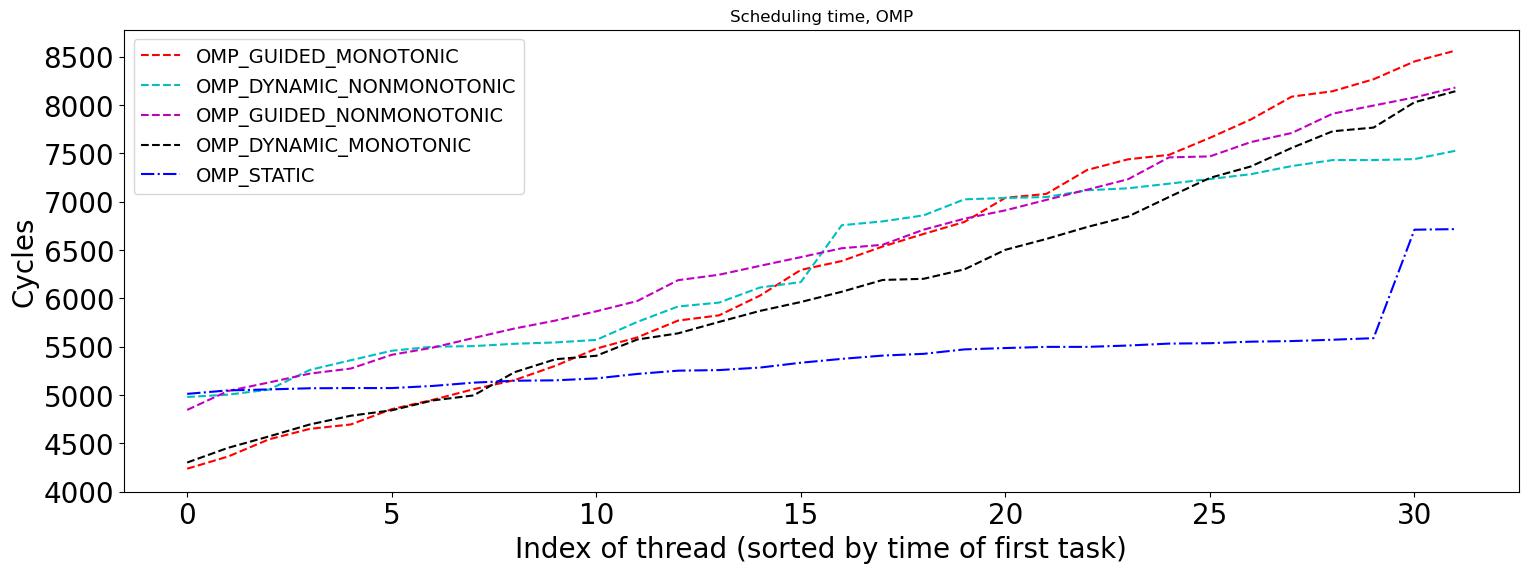 Scheduling time, OMP
OMP_GUIDED_MONOTONIC
OMP_DYNAMIC_NONMONOTONIC
OMP_GUIDED_NONMONOTONIC
OMP_DYNAMIC_MONOTONIC
OMP_STATIC
Cycles
8500
8000
7500
7000
6500
6000
5500
5000
4500
4000
0 5 10 15 20 25 30
Index of thread (sorted by time of first task)